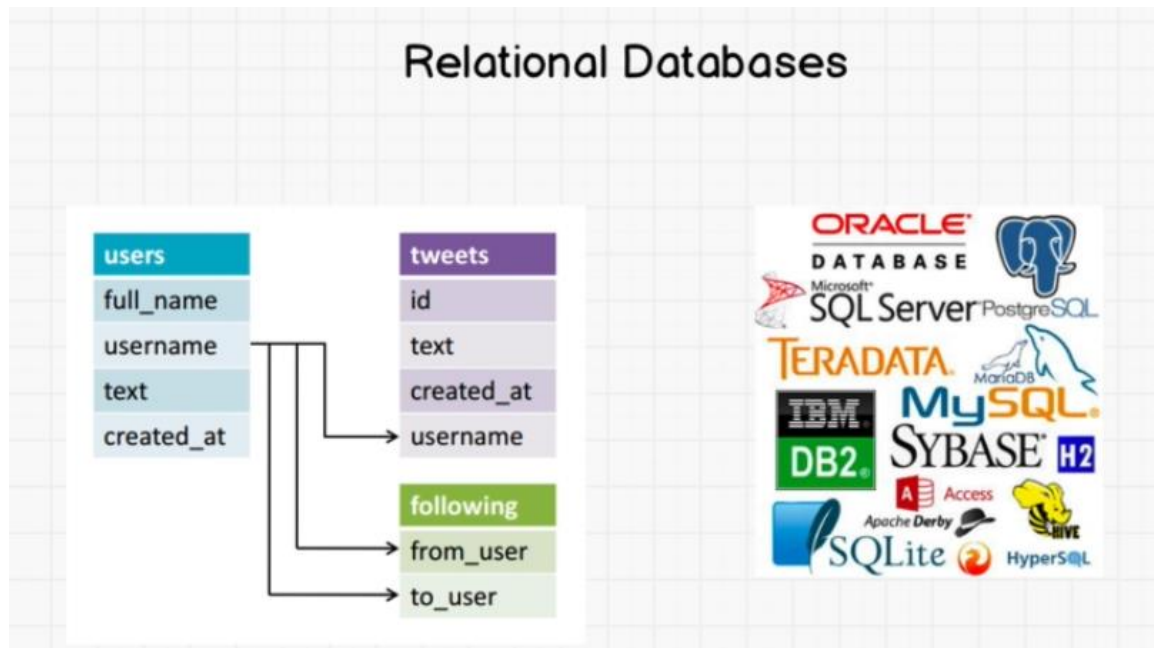 Relational Databases
users
full_name
username
text
created_at
tweets
id
text
created_at
username
following
from_user
to_user
ORACLE
DATABASE
Microsoft
SQL Server
PostgreSQL
TERADATA.
MariaDB
MySQL
IBM
DB2
SYBASE
H2
A Access
Apache Derby
HIVE
SQLite
HyperSQL